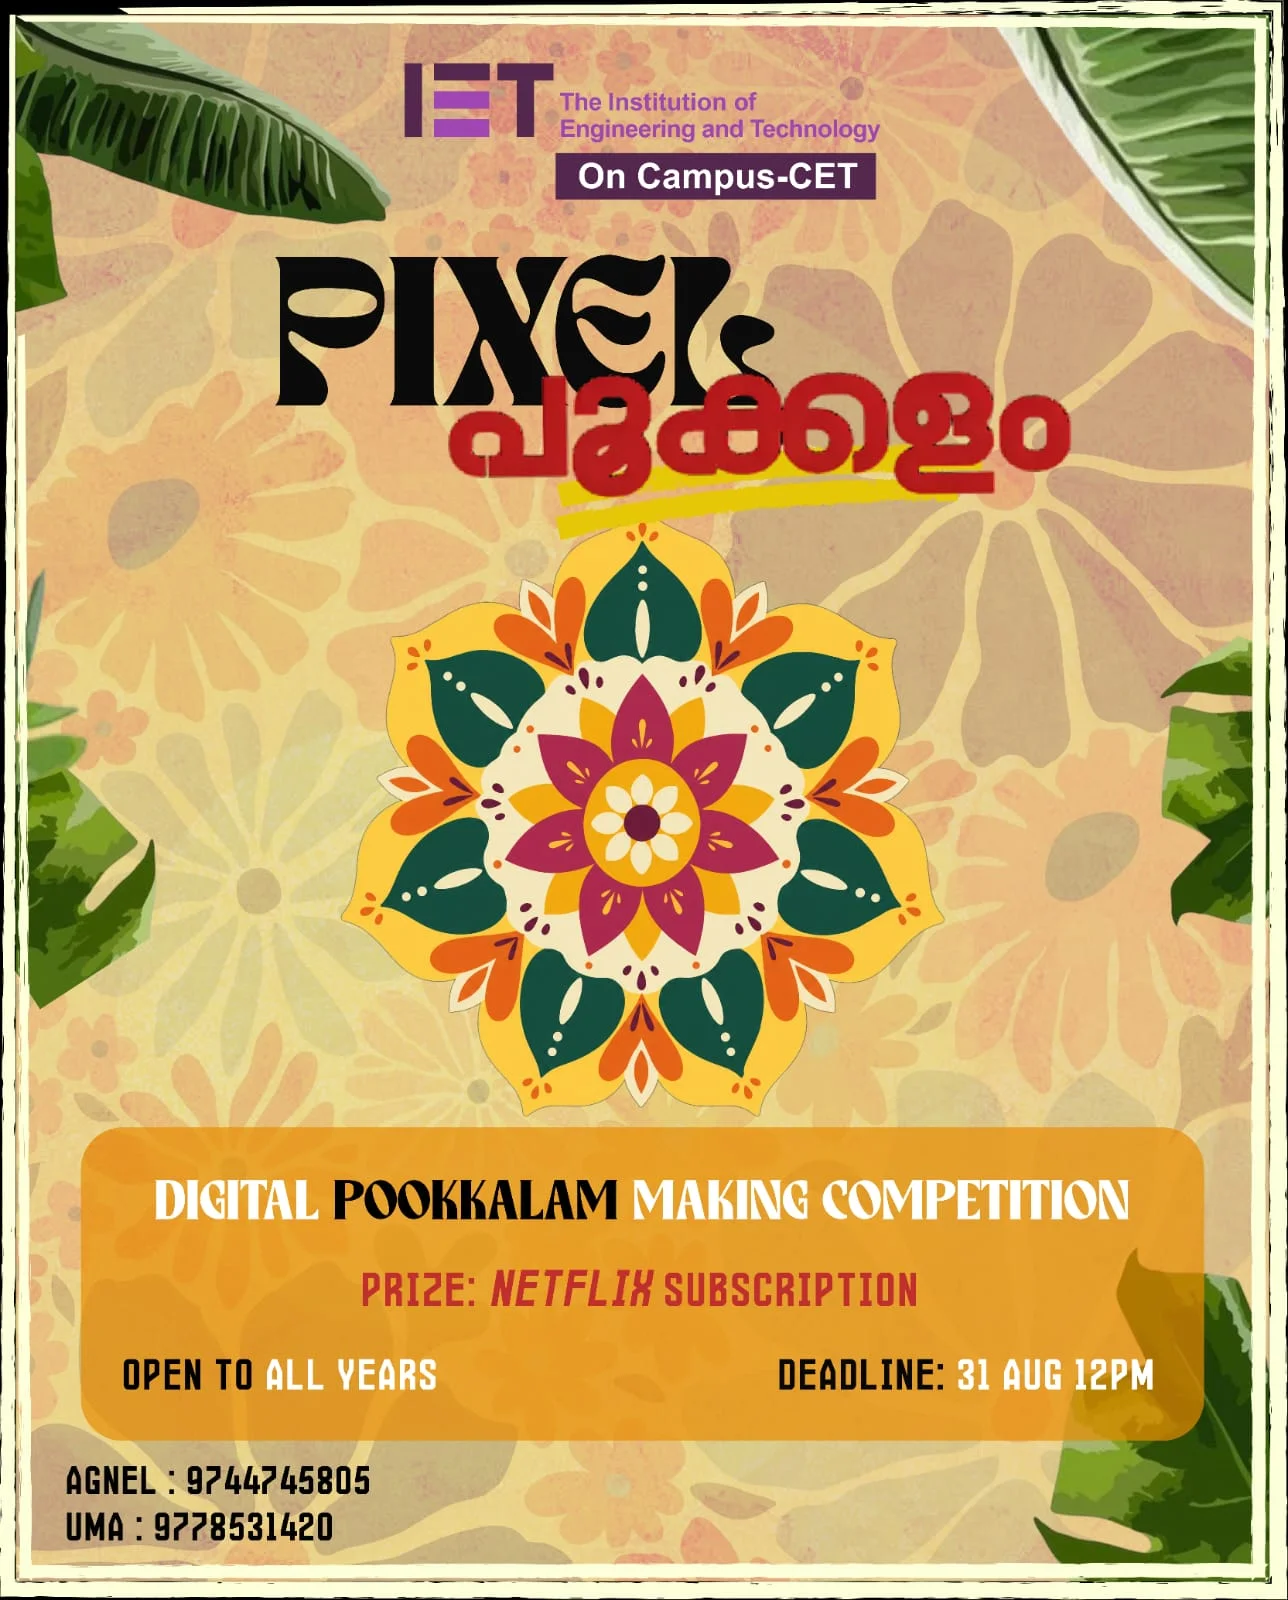 IET
The Institution of
Engineering and Technology
On Campus-CET
PIXEL
പൂക്കളം
DIGITAL POOKKALAM MAKING COMPETITION
PRIZE: NETFLIX SUBSCRIPTION
OPEN TO ALL YEARS
DEADLINE: 31 AUG 12PM
AGNEL : 9744745805
UMA : 9778531420